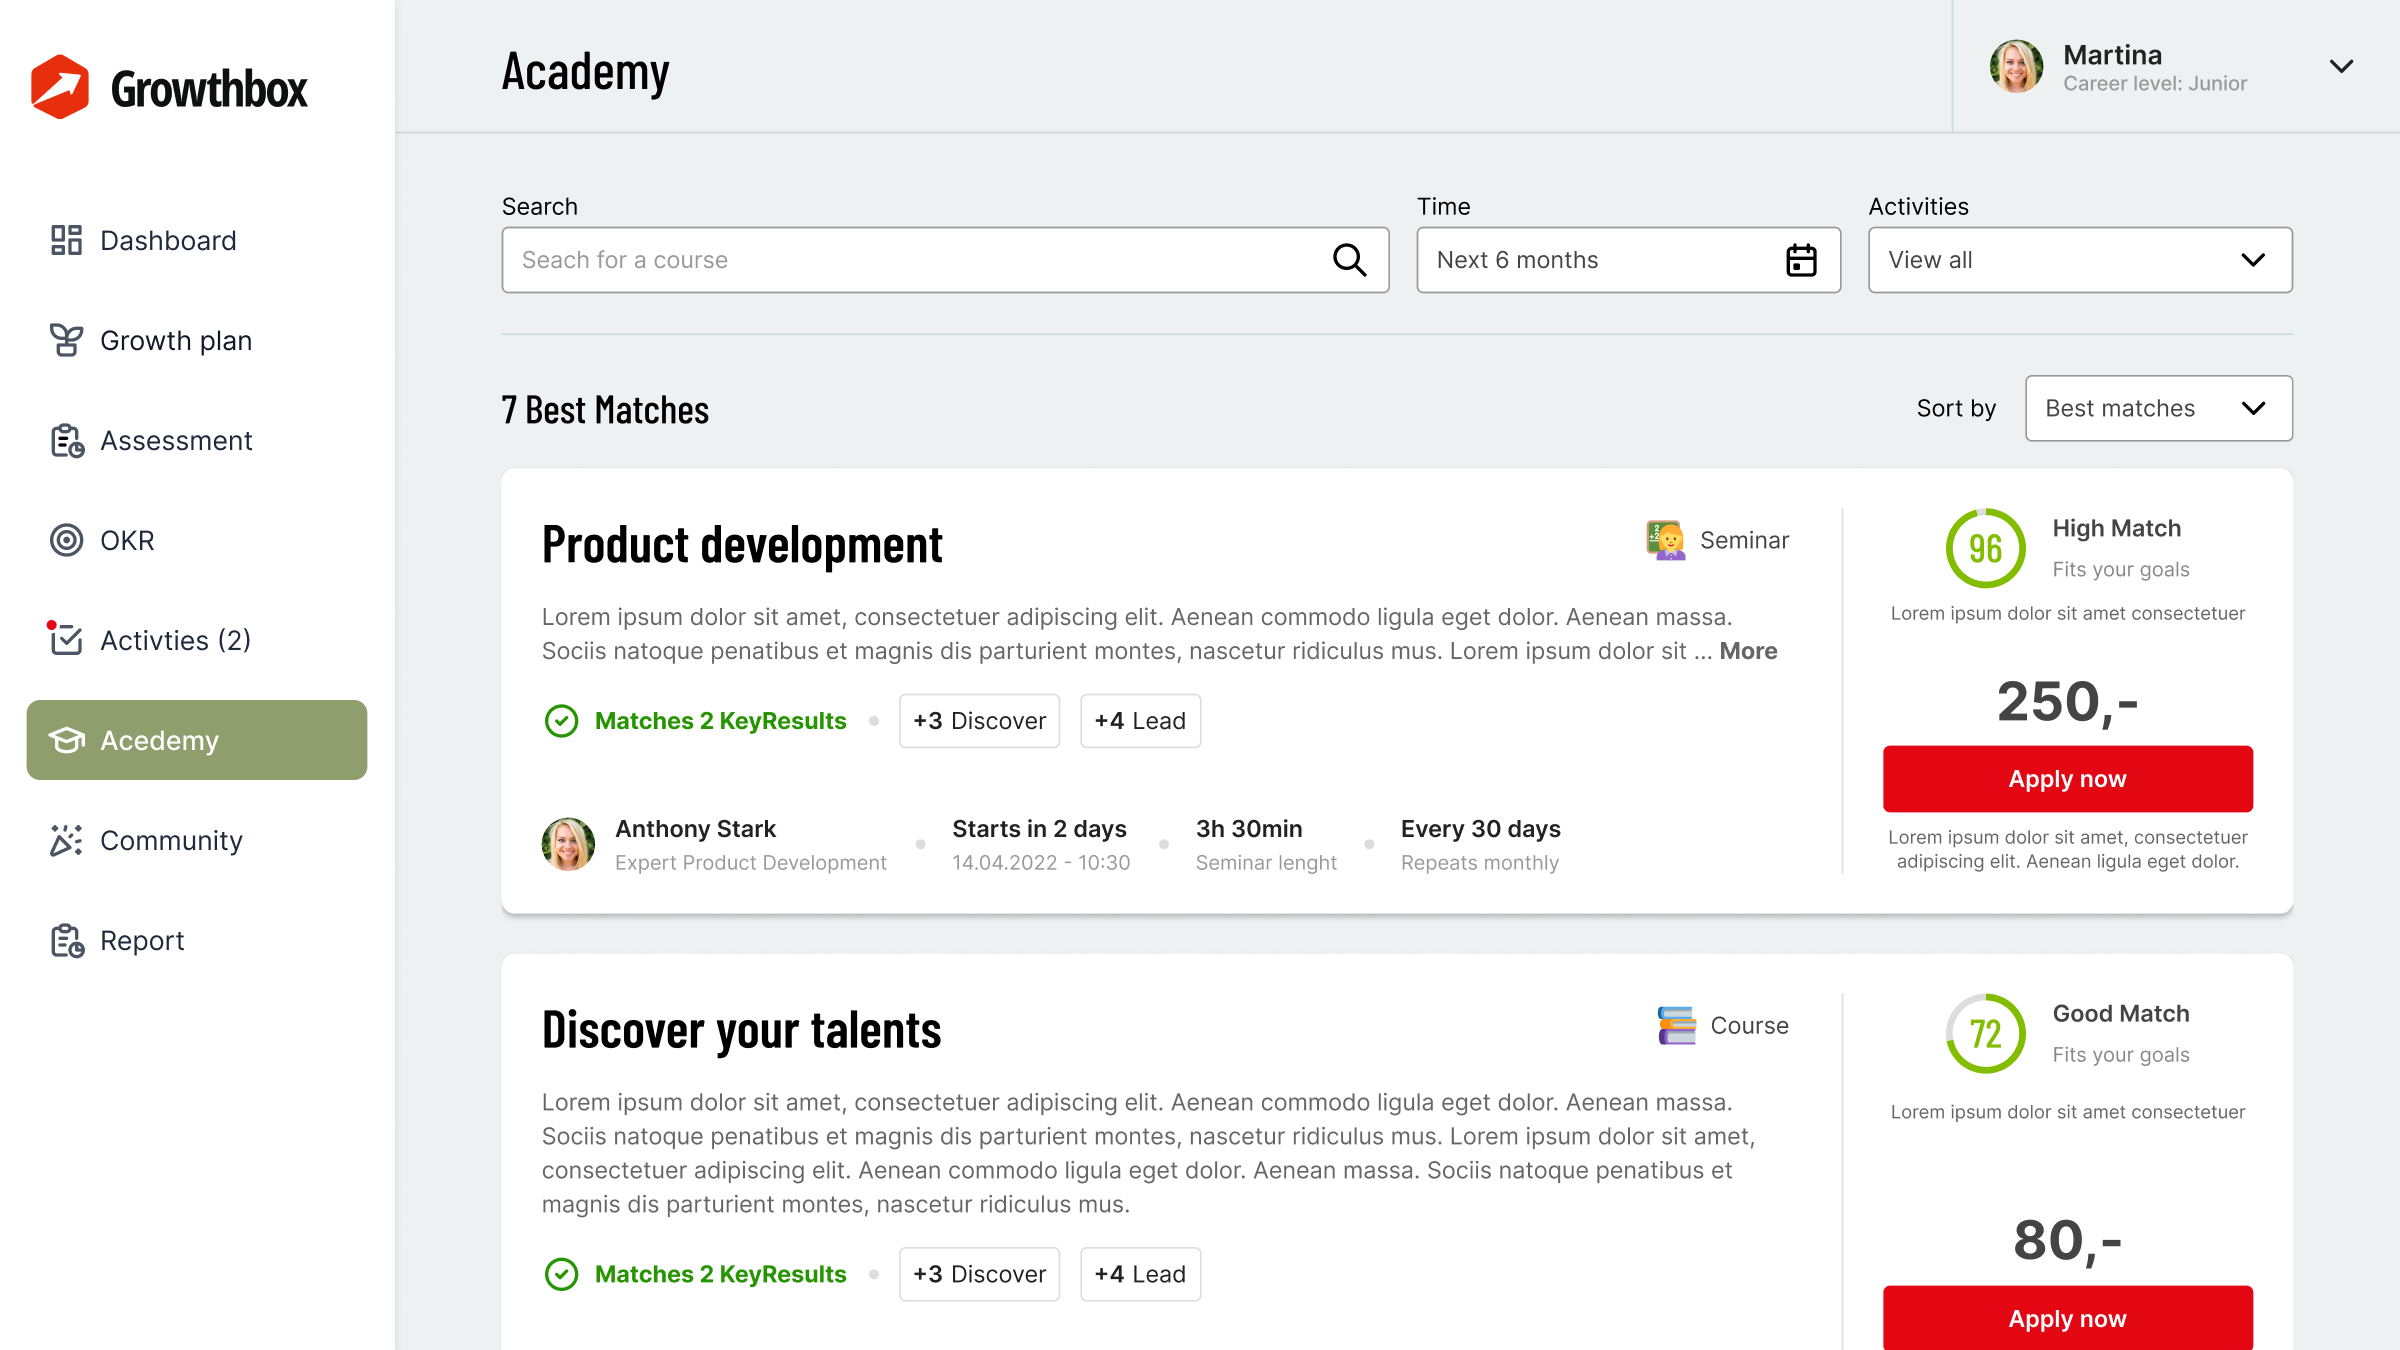 Growthbox
Dashboard
Growth plan
Assessment
OKR
Activties (2)
Acedemy
Community
Report
Academy
Martina
Career level: Junior
Search
Seach for a course
Time
Next 6 months
Activities
View all
7 Best Matches
Sort by
Best matches
Product development
Seminar
Lorem ipsum dolor sit amet, consectetuer adipiscing elit. Aenean commodo ligula eget dolor. Aenean massa.
Sociis natoque penatibus et magnis dis parturient montes, nascetur ridiculus mus. Lorem ipsum dolor sit ... More
Matches 2 KeyResults
+3 Discover
+4 Lead
Anthony Stark
Expert Product Development
Starts in 2 days
14.04.2022 - 10:30
3h 30min
Seminar lenght
Every 30 days
Repeats monthly
96
High Match
Fits your goals
Lorem ipsum dolor sit amet consectetuer
250,-
Apply now
Lorem ipsum dolor sit amet, consectetuer
adipiscing elit. Aenean ligula eget dolor.
Discover your talents
Course
Lorem ipsum dolor sit amet, consectetuer adipiscing elit. Aenean commodo ligula eget dolor. Aenean massa.
Sociis natoque penatibus et magnis dis parturient montes, nascetur ridiculus mus. Lorem ipsum dolor sit amet,
consectetuer adipiscing elit. Aenean commodo ligula eget dolor. Aenean massa. Sociis natoque penatibus et
magnis dis parturient montes, nascetur ridiculus mus.
Matches 2 KeyResults
+3 Discover
+4 Lead
72
Good Match
Fits your goals
Lorem ipsum dolor sit amet consectetuer
80,-
Apply now